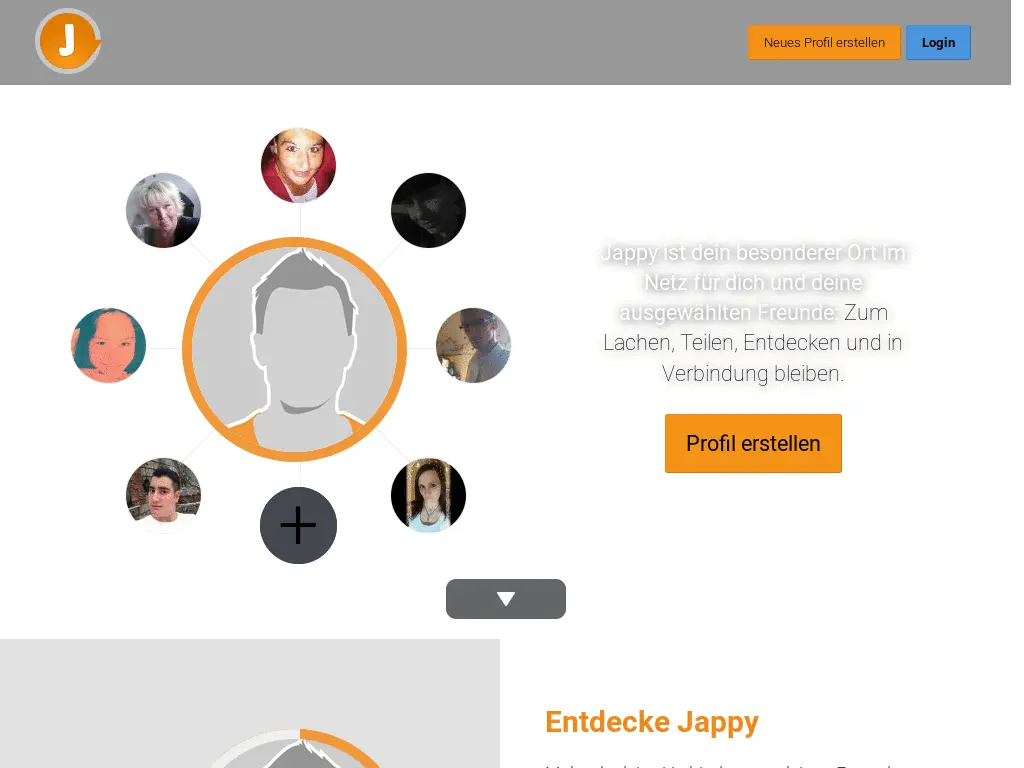 J
Neues Profil erstellen
Login
Jappy ist dein besonderer Ort im
Netz für dich und deine
ausgewählten Freunde: Zum
Lachen, Teilen, Entdecken und in
Verbindung bleiben.
Profil erstellen
Entdecke Jappy